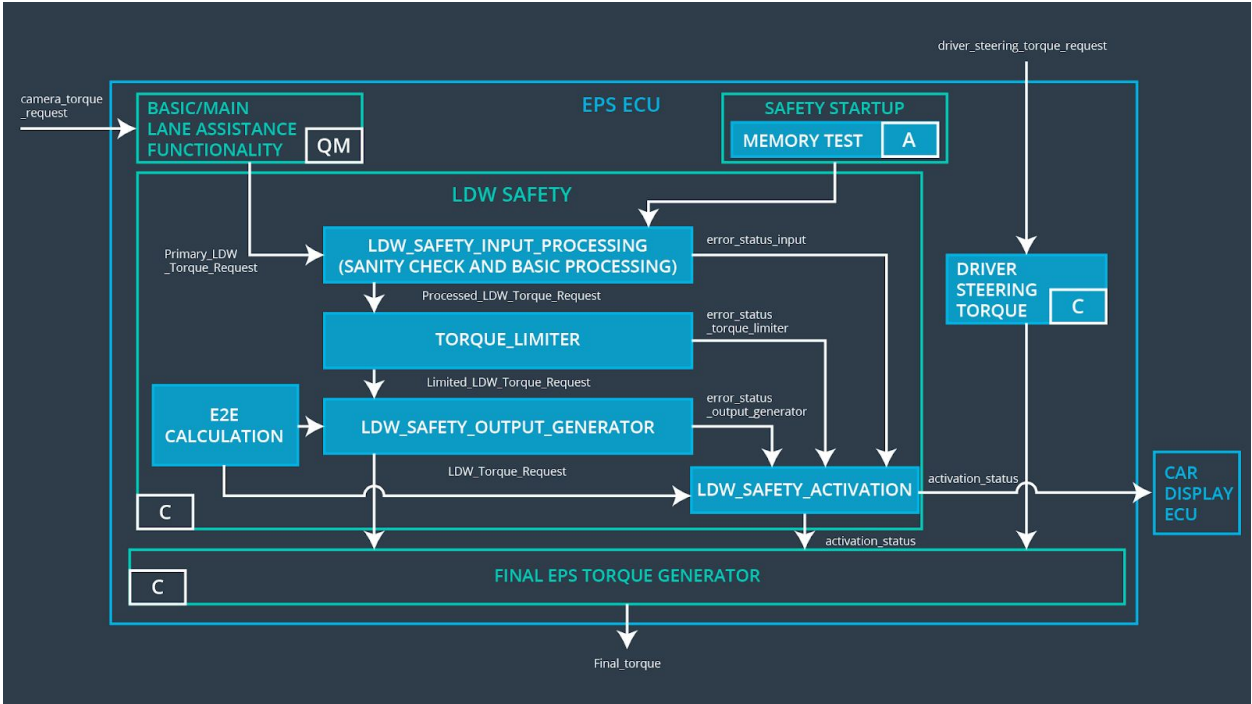 driver_steering_torque_request
camera_torque
_request
EPS ECU
BASIC/MAIN
LANE ASSISTANCE
FUNCTIONALITY
QM
SAFETY STARTUP
MEMORY TEST
A
LDW SAFETY
Primary_LDW
_Torque_Request
LDW_SAFETY_INPUT_PROCESSING
(SANITY CHECK AND BASIC PROCESSING)
error_status_input
DRIVER
STEERING
TORQUE
C
Processed_LDW_Torque_Request
TORQUE_LIMITER
error_status
_torque_limiter
Limited_LDW_Torque_Request
E2E
CALCULATION
LDW_SAFETY_OUTPUT_GENERATOR
error_status
_output_generator
LDW_Torque_Request
LDW_SAFETY_ACTIVATION
activation_status
CAR
DISPLAY
ECU
C
activation_status
FINAL EPS TORQUE GENERATOR
C
Final_torque